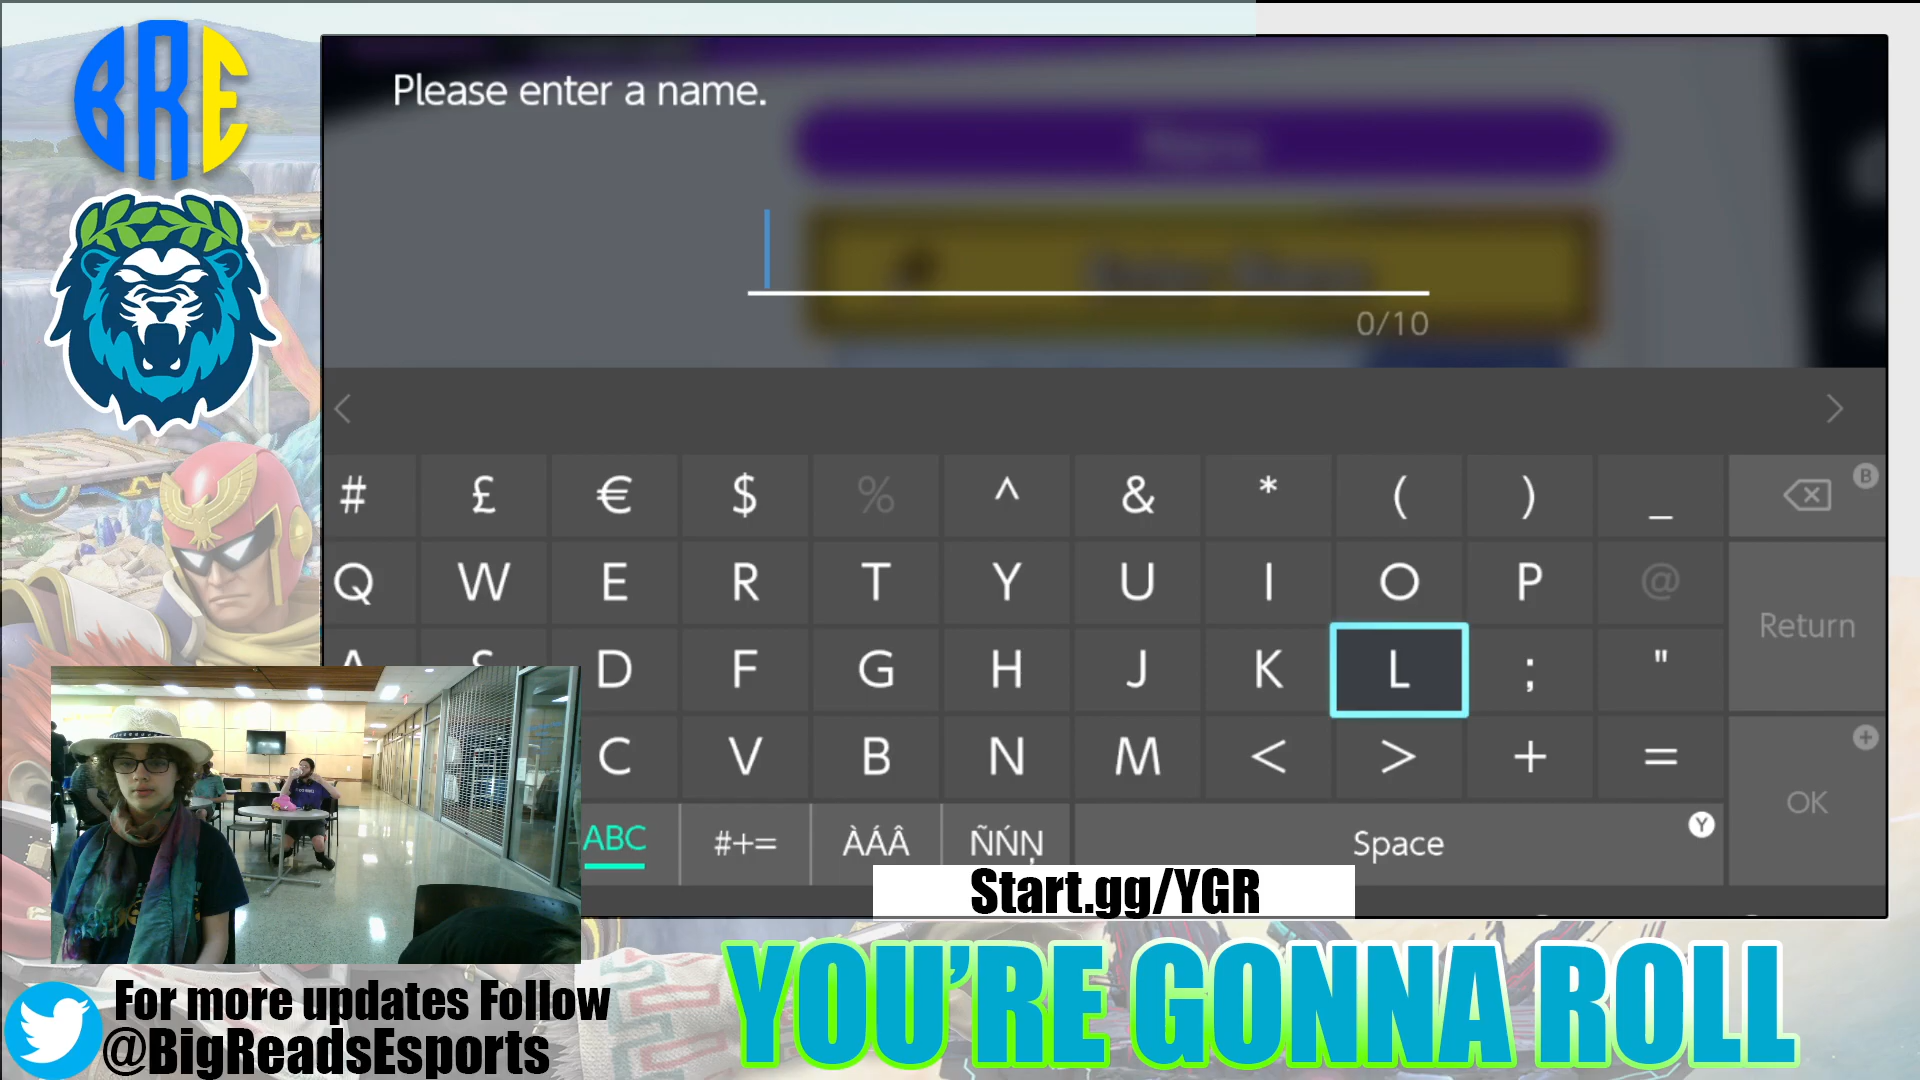 BRE
Please enter a name.
0/10
# £ € $ % ^ & * ( ) _ B
Q W E R T Y U I O P @
Return
D F G H J K L ; "
C V B N M < > + = +
OK
ABC #+= ÀÁÂ ÑŃŅ Space Y
Start.gg/YGR
YOU'RE GONNA ROLL
For more updates Follow
@BigReadsEsports